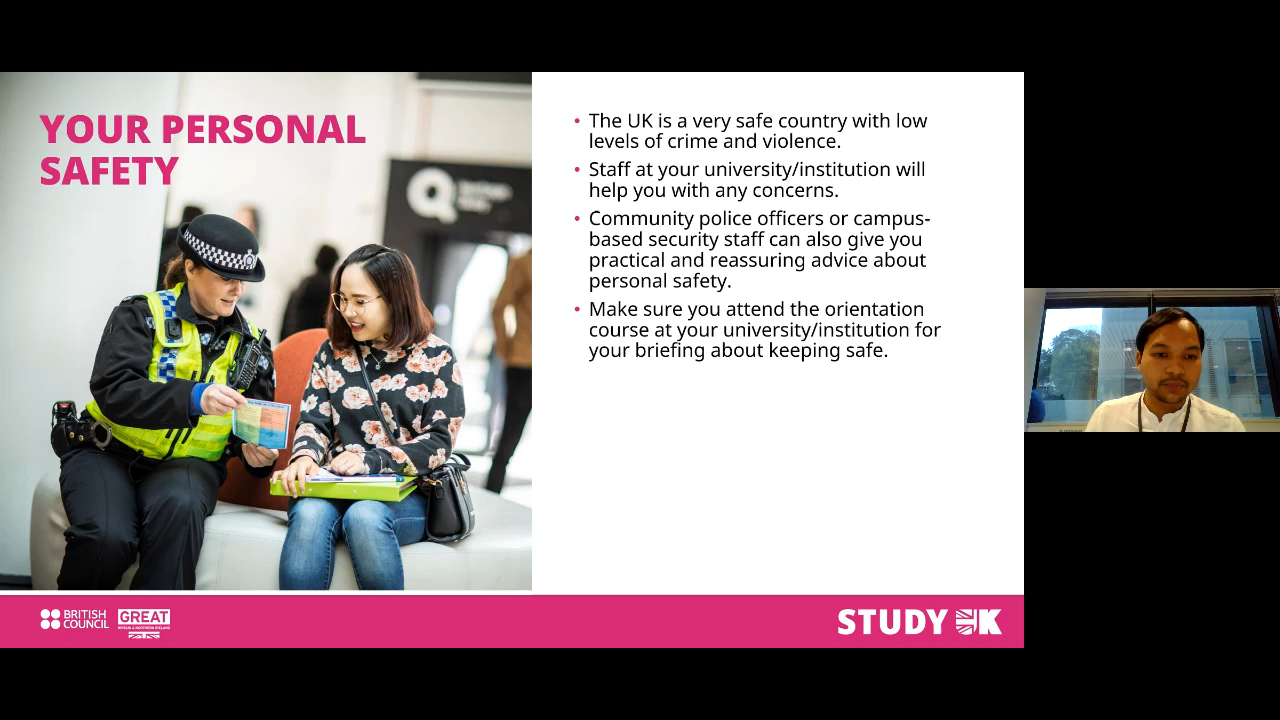 YOUR PERSONAL
SAFETY
• The UK is a very safe country with low
levels of crime and violence.
• Staff at your university/institution will
help you with any concerns.
• Community police officers or campus-
based security staff can also give you
practical and reassuring advice about
personal safety.
• Make sure you attend the orientation
course at your university/institution for
your briefing about keeping safe.
BRITISH
COUNCIL
GREAT
BRITAIN & NORTHERN IRELAND
STUDY UK